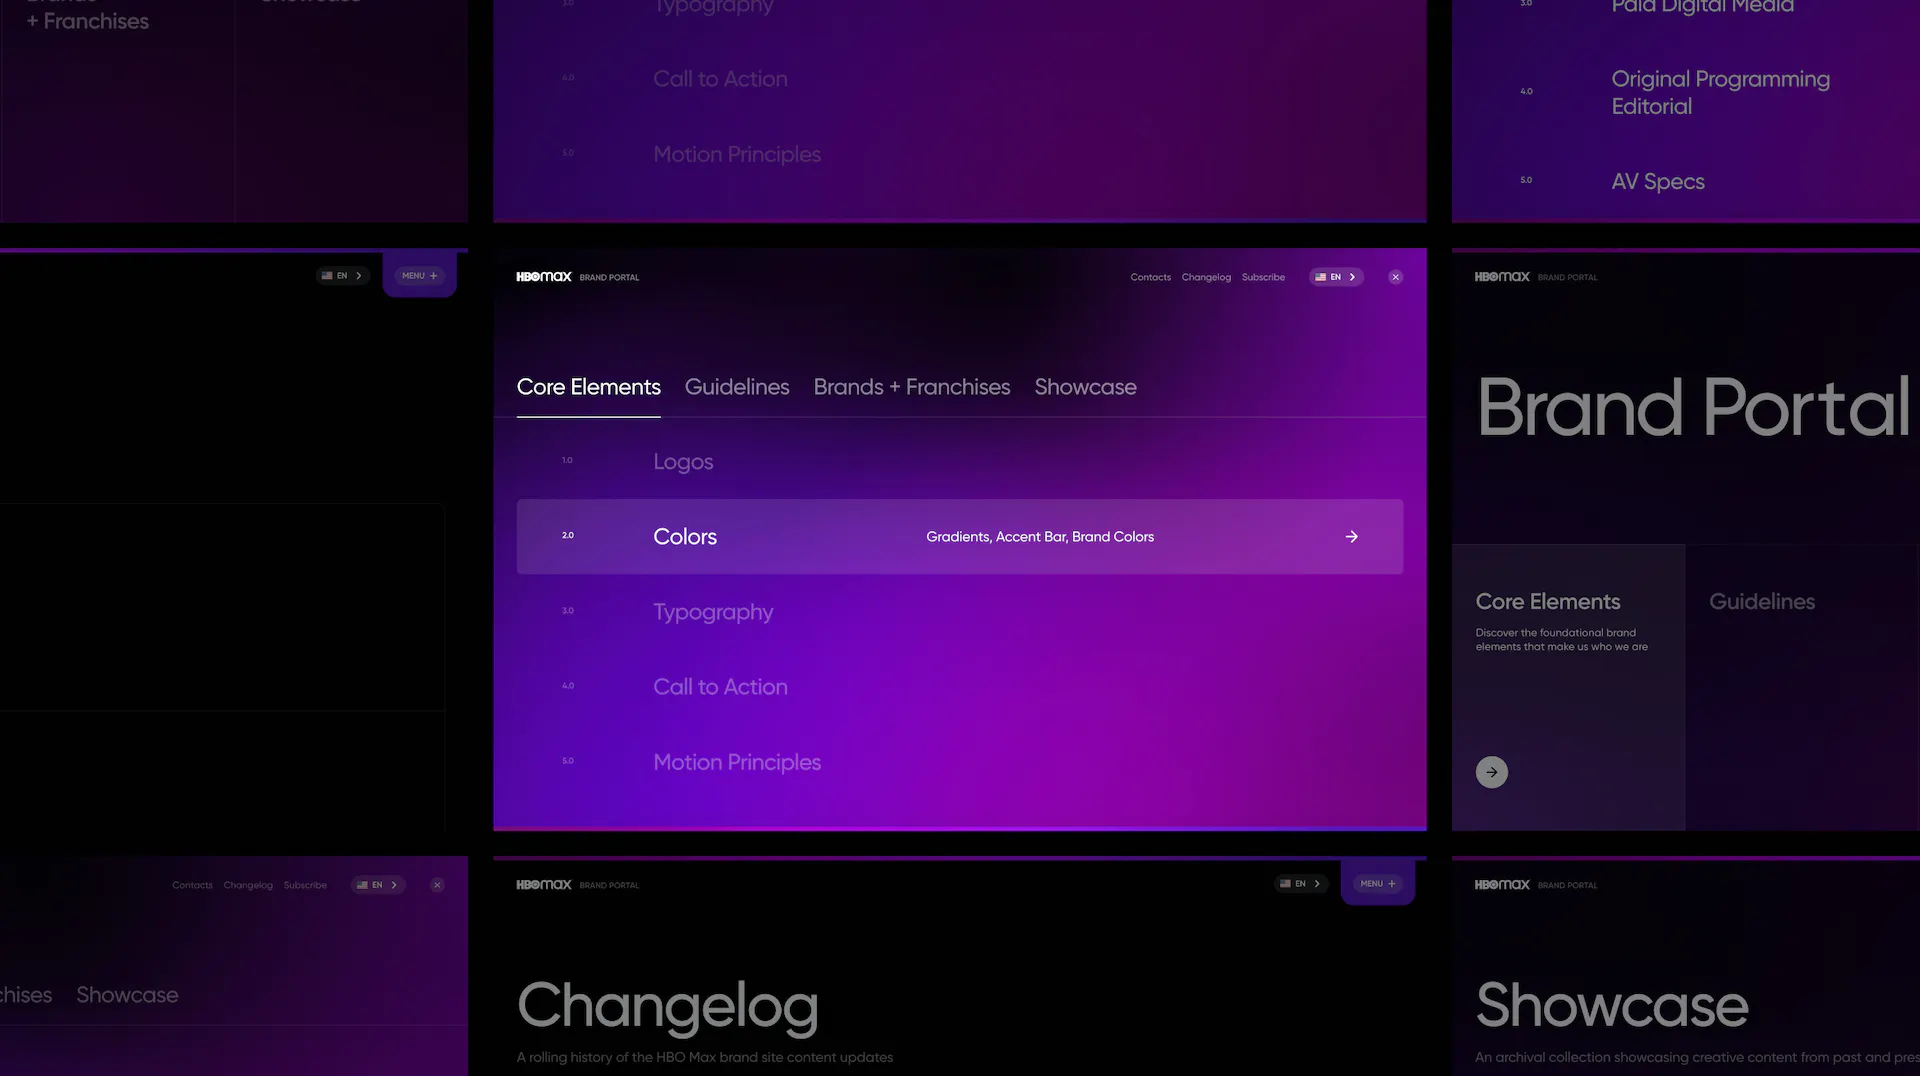 + Franchises
3.0
Typography
4.0
Call to Action
5.0
Motion Principles
3.0
Paid Digital Media
4.0
Original Programming
Editorial
5.0
AV Specs
EN
MENU +
HBOMAX BRAND PORTAL
Contacts Changelog Subscribe EN
Core Elements Guidelines Brands + Franchises Showcase
1.0 Logos
2.0 Colors Gradients, Accent Bar, Brand Colors
3.0 Typography
4.0 Call to Action
5.0 Motion Principles
HBOMAX BRAND PORTAL
Brand Portal
Core Elements
Discover the foundational brand
elements that make us who we are
Guidelines
Contacts Changelog Subscribe EN
Showcase
HBOMAX BRAND PORTAL
EN
MENU +
Changelog
A rolling history of the HBO Max brand site content updates
HBOMAX BRAND PORTAL
Showcase
An archival collection showcasing creative content from past and